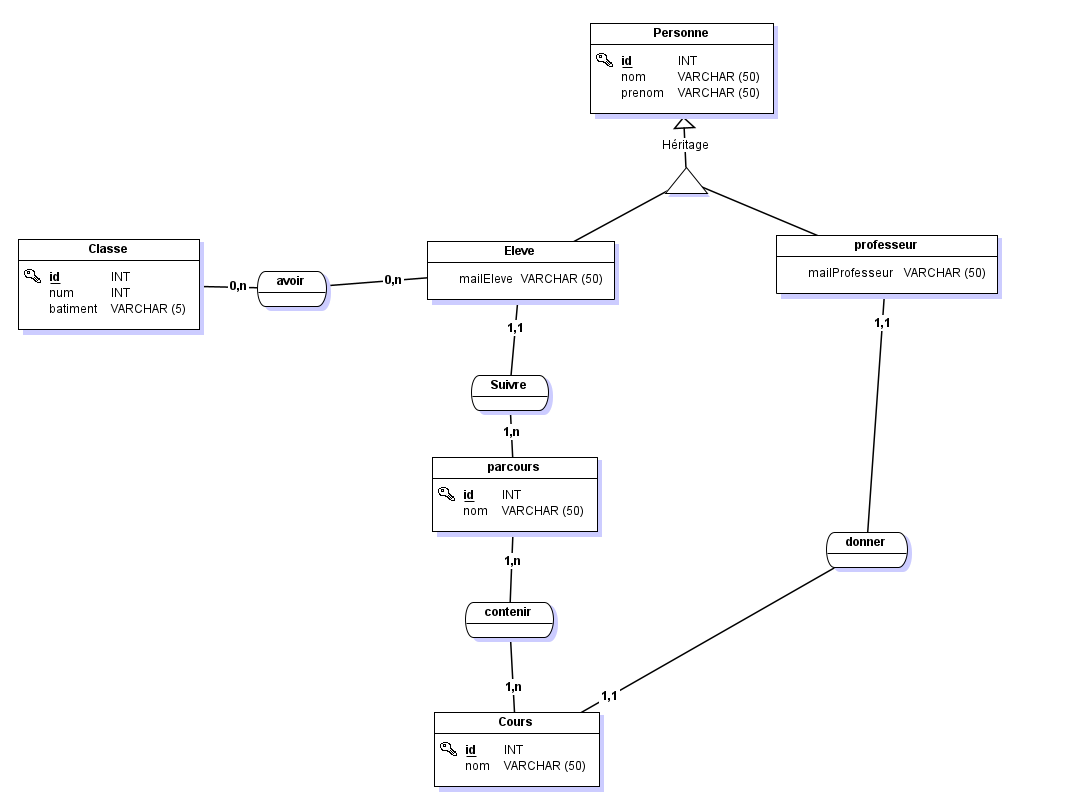 Personne
id INT
nom VARCHAR (50)
prenom VARCHAR (50)
Héritage
Classe
id INT
num INT
batiment VARCHAR (5)
0,n
avoir
0,n
Eleve
mailEleve VARCHAR (50)
professeur
mailProfesseur VARCHAR (50)
1,1
1,1
Suivre
1,n
parcours
id INT
nom VARCHAR (50)
donner
1,n
contenir
1,n
1,1
Cours
id INT
nom VARCHAR (50)